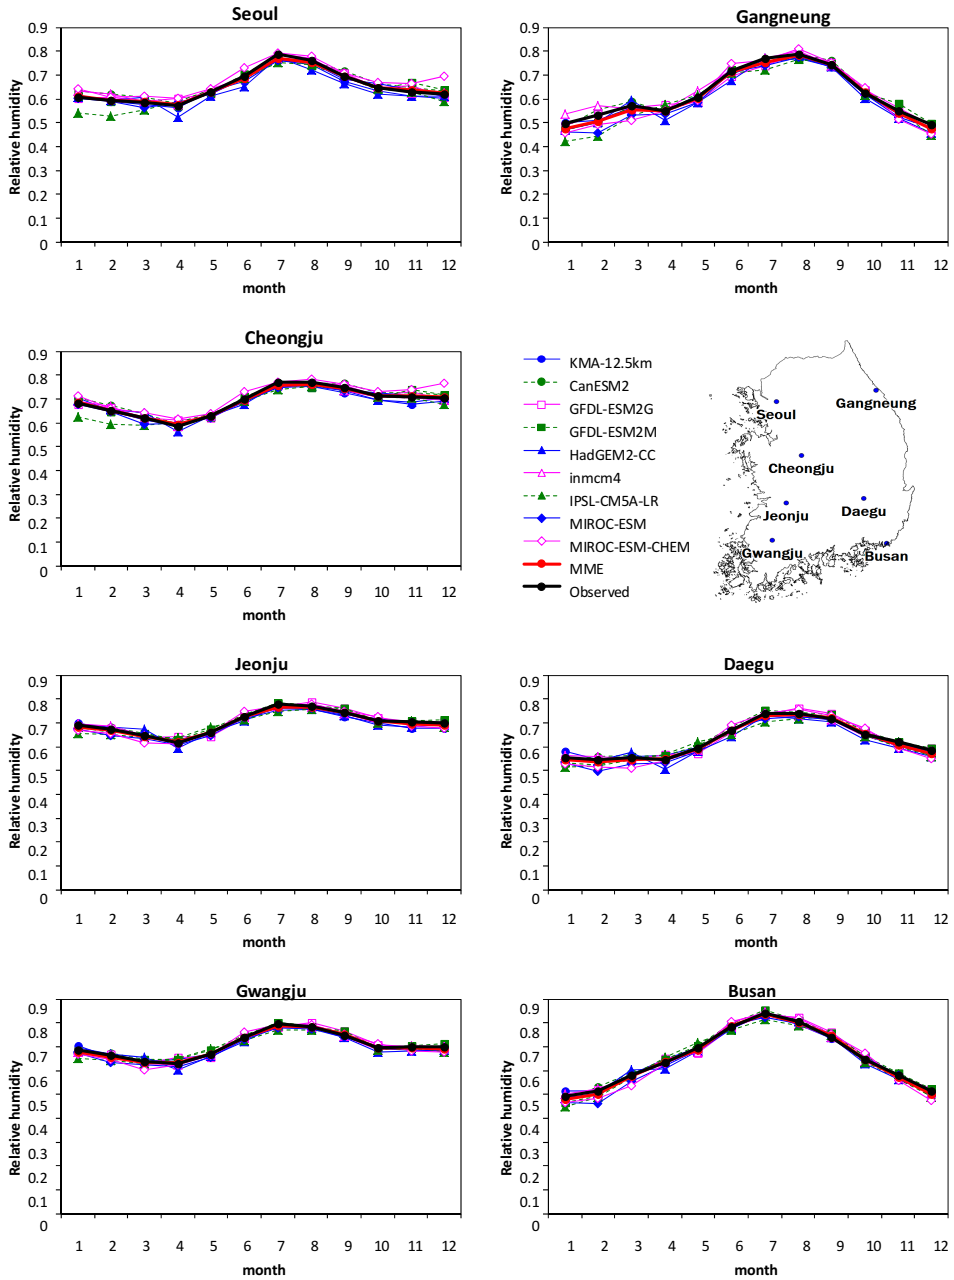 Seoul
0.9
0.8
0.7
0.6
0.5
0.4
0.3
0.2
0.1
0
Relative humidity
1 2 3 4 5 6 7 8 9 10 11 12
month
Gangneung
0.9
0.8
0.7
0.6
0.5
0.4
0.3
0.2
0.1
0
Relative humidity
1 2 3 4 5 6 7 8 9 10 11 12
month
Cheongju
0.9
0.8
0.7
0.6
0.5
0.4
0.3
0.2
0.1
0
Relative humidity
1 2 3 4 5 6 7 8 9 10 11 12
month
KMA-12.5km
CanESM2
GFDL-ESM2G
GFDL-ESM2M
HadGEM2-CC
inmcm4
IPSL-CM5A-LR
MIROC-ESM
MIROC-ESM-CHEM
MME
Observed
Seoul
Gangneung
Cheongju
Jeonju
Daegu
Gwangju
Busan
Jeonju
0.9
0.8
0.7
0.6
0.5
0.4
0.3
0.2
0.1
0
Relative humidity
1 2 3 4 5 6 7 8 9 10 11 12
month
Daegu
0.9
0.8
0.7
0.6
0.5
0.4
0.3
0.2
0.1
0
Relative humidity
1 2 3 4 5 6 7 8 9 10 11 12
month
Gwangju
0.9
0.8
0.7
0.6
0.5
0.4
0.3
0.2
0.1
0
Relative humidity
1 2 3 4 5 6 7 8 9 10 11 12
month
Busan
0.9
0.8
0.7
0.6
0.5
0.4
0.3
0.2
0.1
0
Relative humidity
1 2 3 4 5 6 7 8 9 10 11 12
month